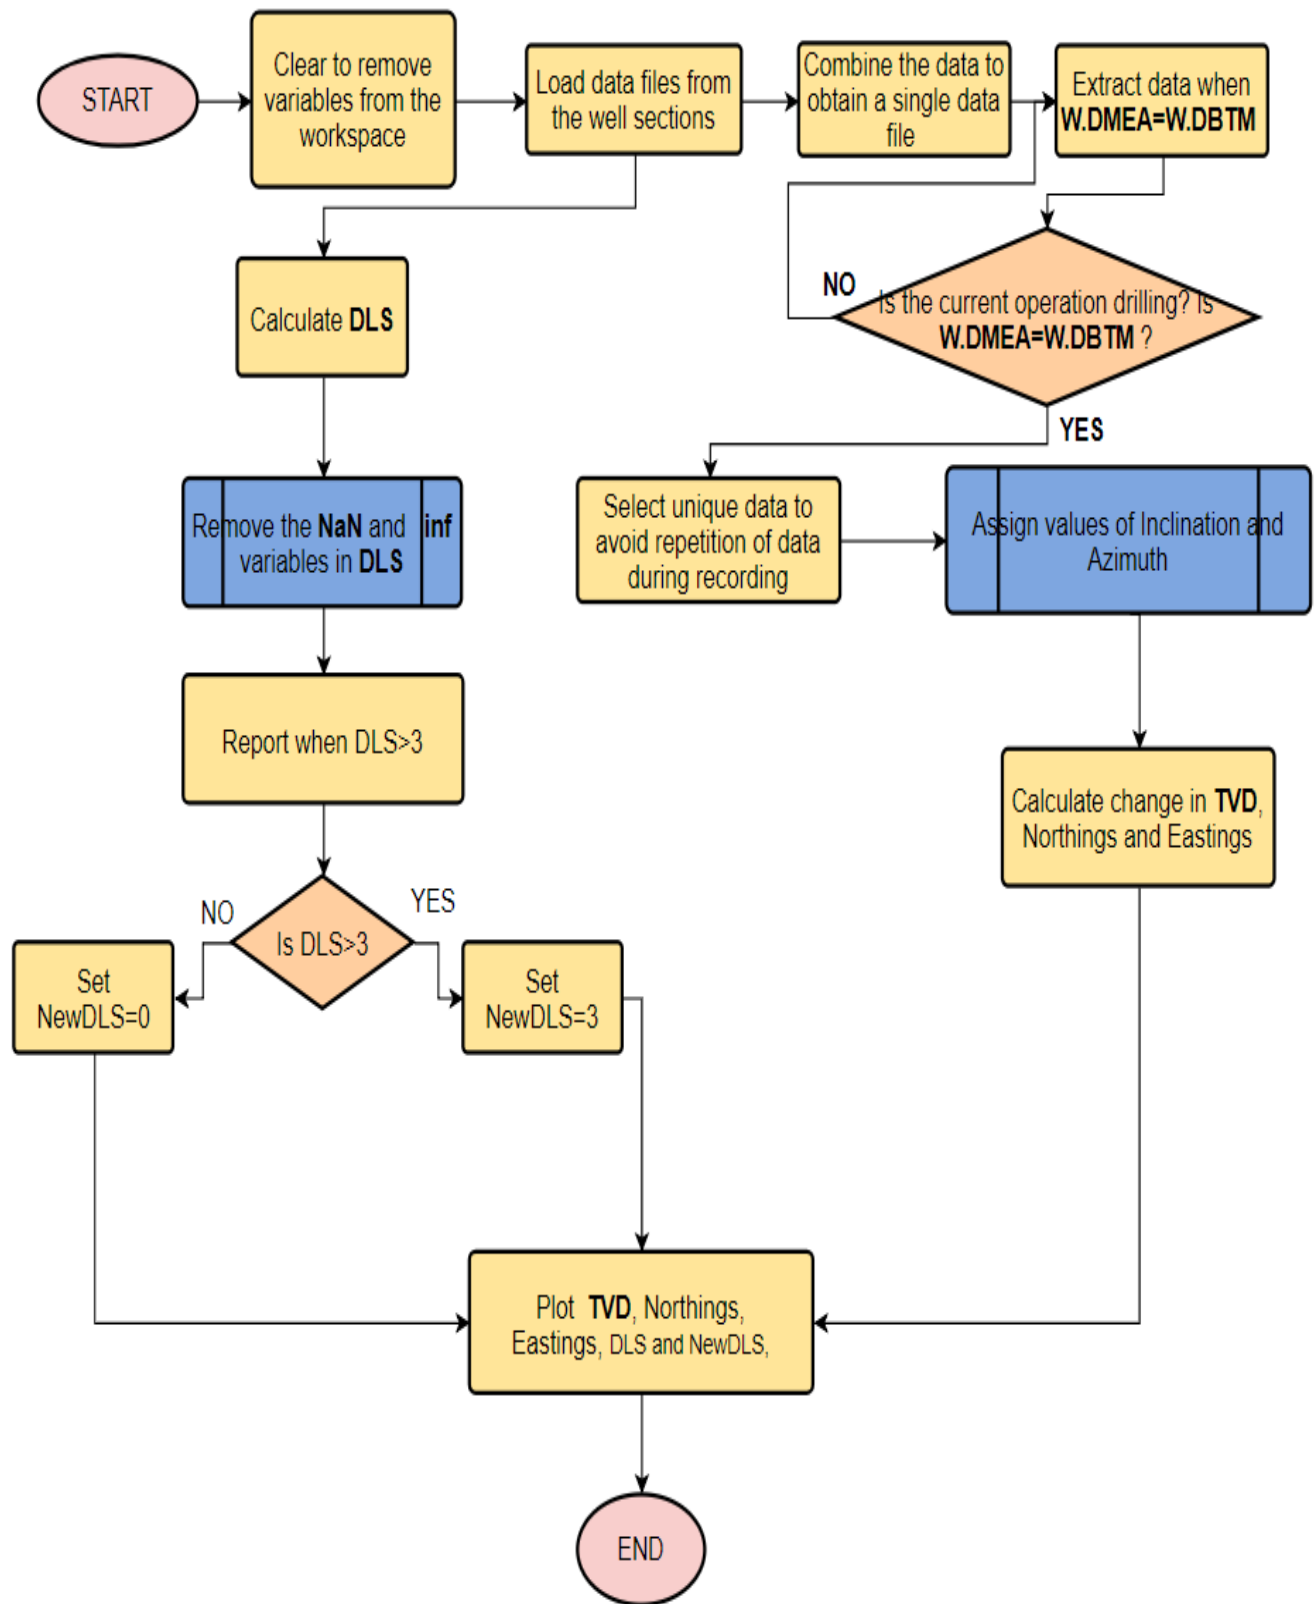 START
Clear to remove
variables from the
workspace
Load data files from
the well sections
Combine the data to
obtain a single data
file
Extract data when
W.DMEA=W.DBTM
Calculate DLS
NO
Is the current operation drilling? Is
W.DMEA=W.DBTM ?
YES
Remove the NaN and inf
variables in DLS
Select unique data to
avoid repetition of data
during recording
Assign values of Inclination and
Azimuth
Report when DLS>3
Calculate change in TVD,
Northings and Eastings
NO
Is DLS>3
YES
Set
NewDLS=0
Set
NewDLS=3
Plot TVD, Northings,
Eastings, DLS and NewDLS,
END